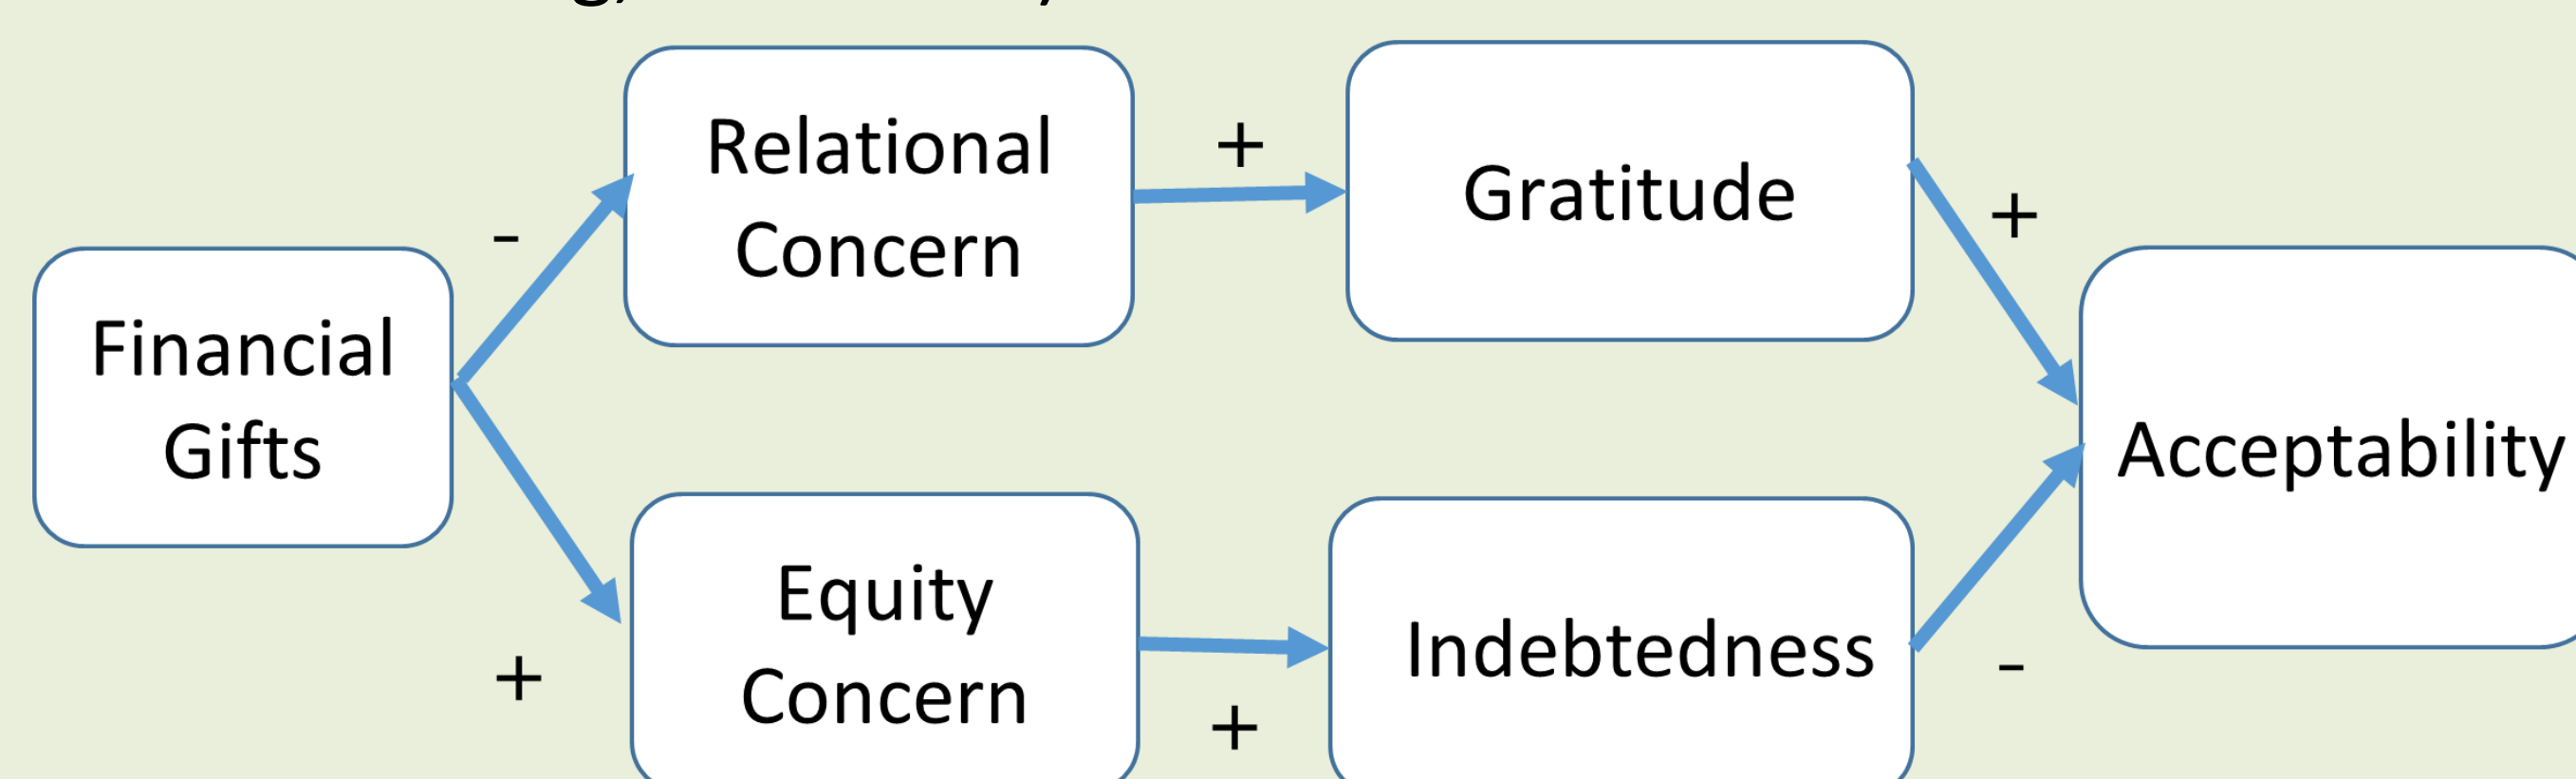 Relational
Concern
+
Gratitude
+
-
Financial
Gifts
Acceptability
Equity
Concern
Indebtedness
+
+
-